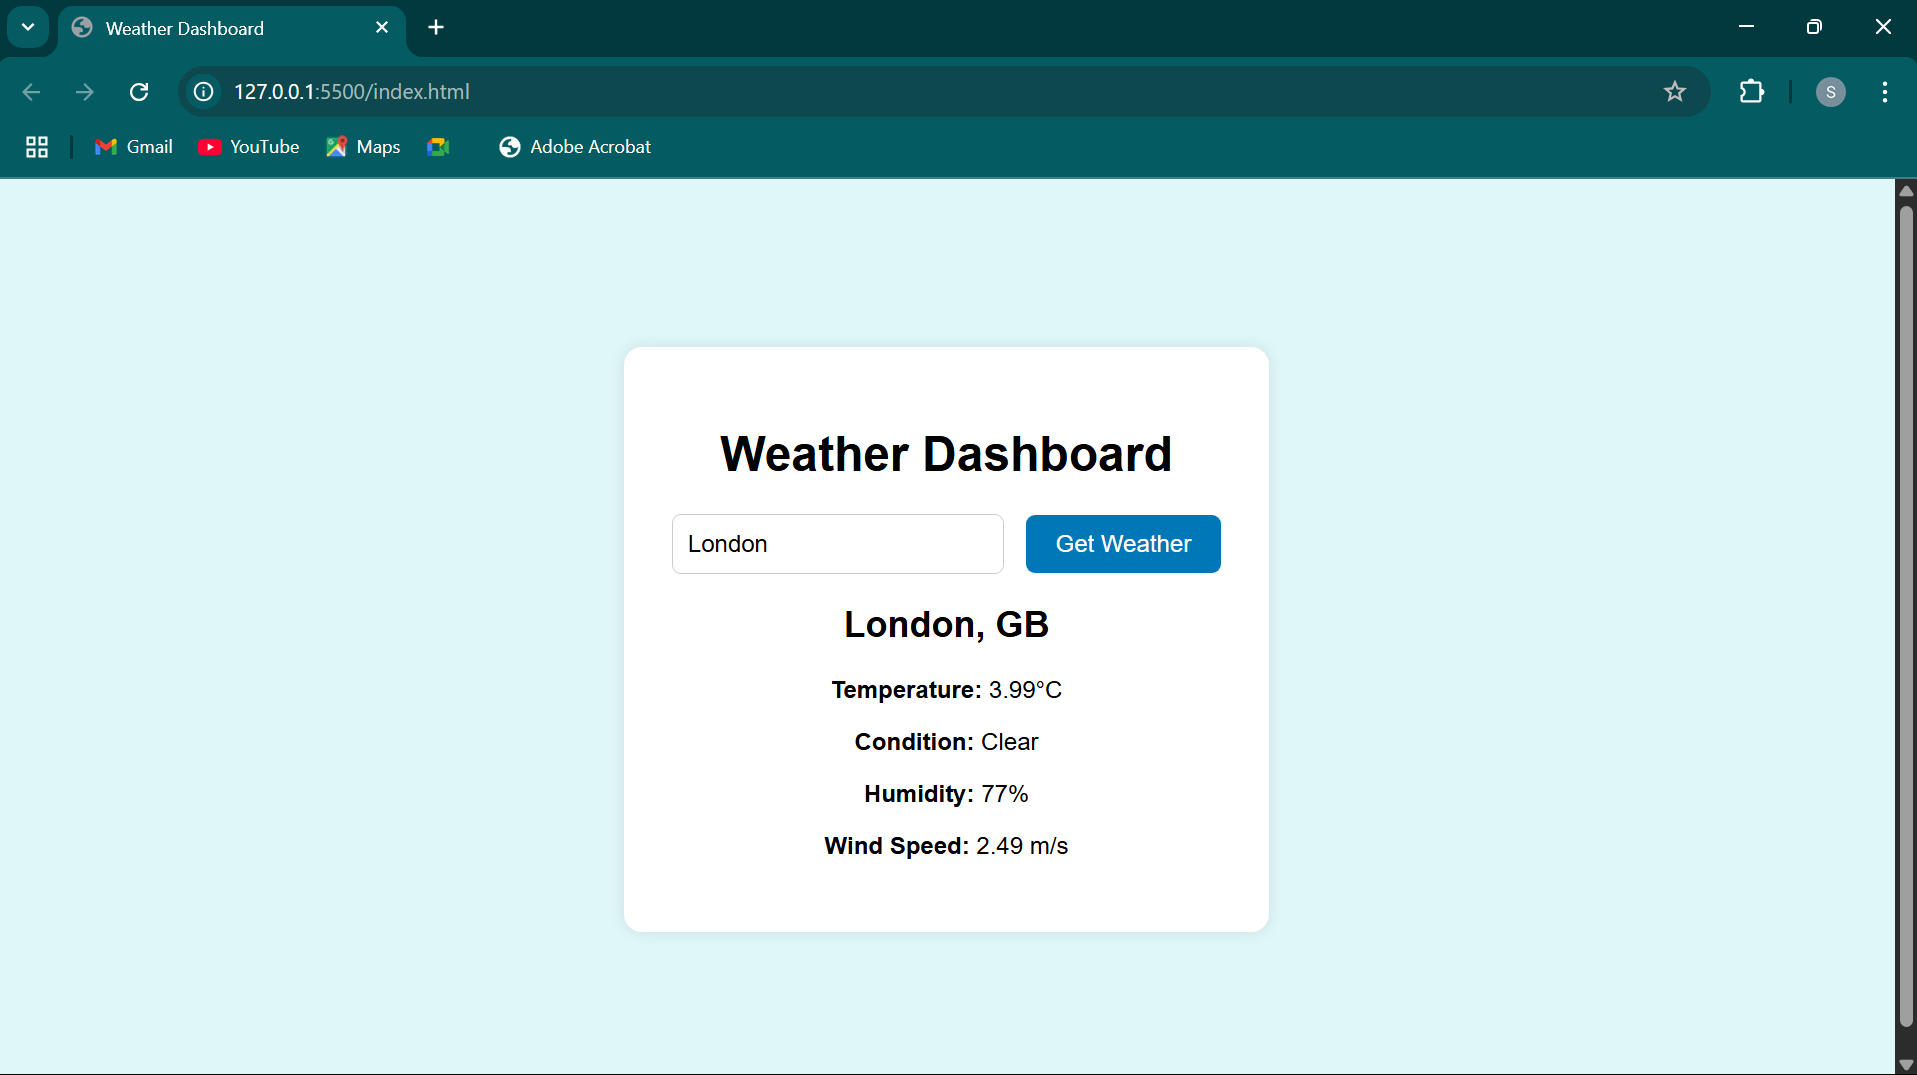 Weather Dashboard
127.0.0.1:5500/index.html
S
Gmail YouTube Maps Adobe Acrobat
Weather Dashboard
London Get Weather
London, GB
Temperature: 3.99°C
Condition: Clear
Humidity: 77%
Wind Speed: 2.49 m/s